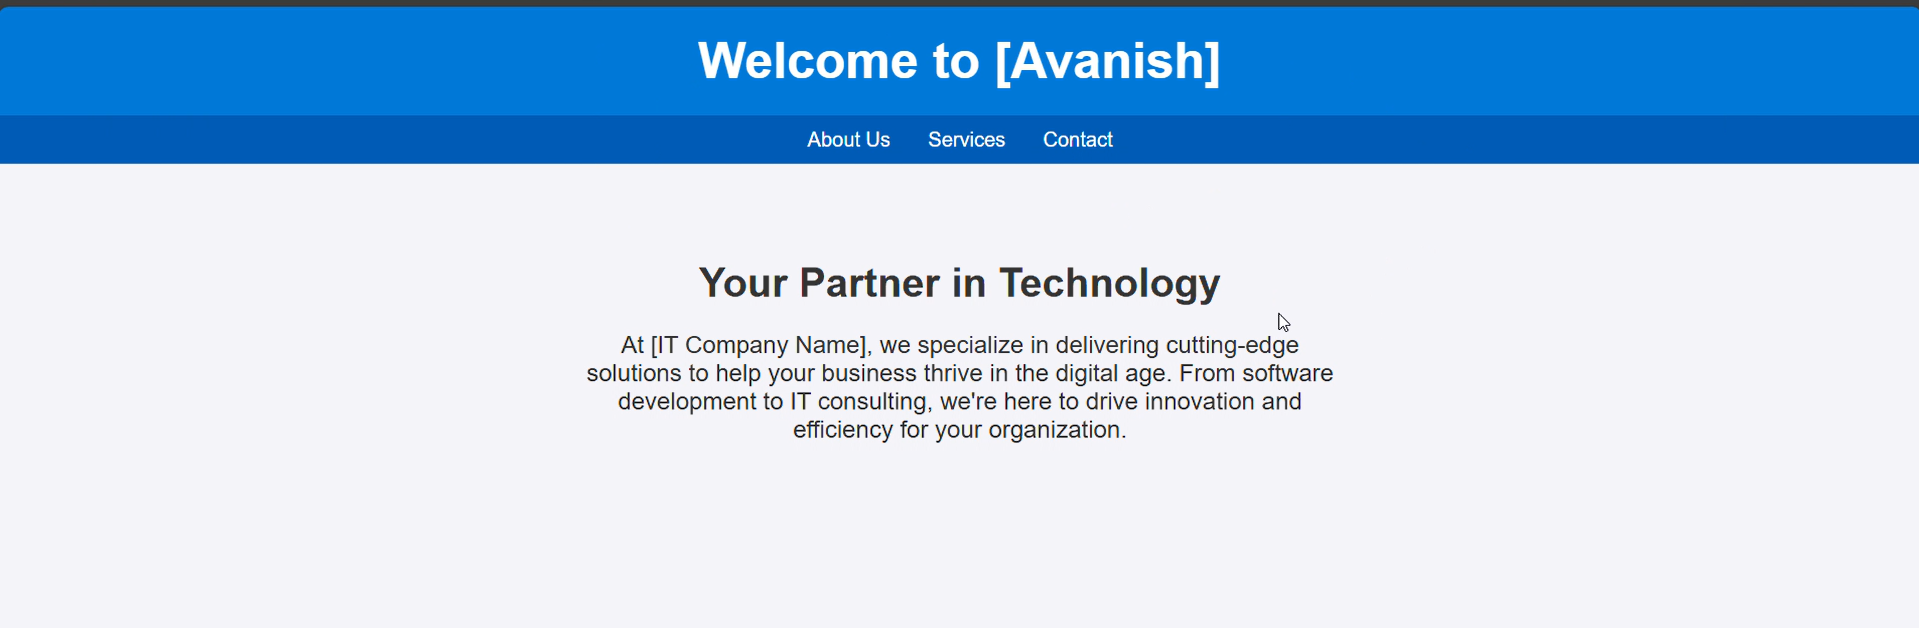 Welcome to [Avanish]
About Us Services Contact
Your Partner in Technology
At [IT Company Name], we specialize in delivering cutting-edge
solutions to help your business thrive in the digital age. From software
development to IT consulting, we're here to drive innovation and
efficiency for your organization.